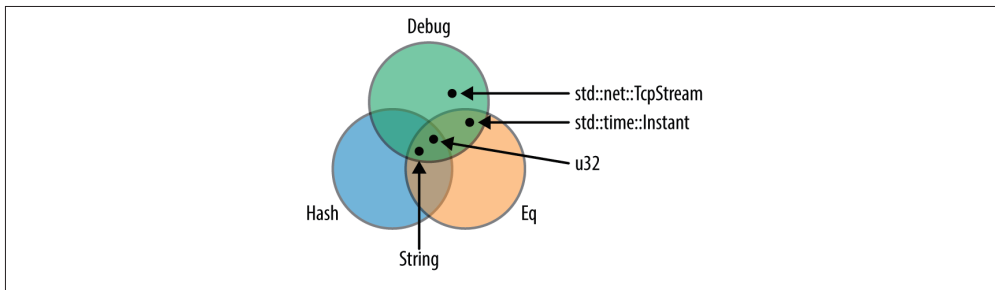 Debug
std::net::TcpStream
std::time::Instant
u32
Hash
Eq
String